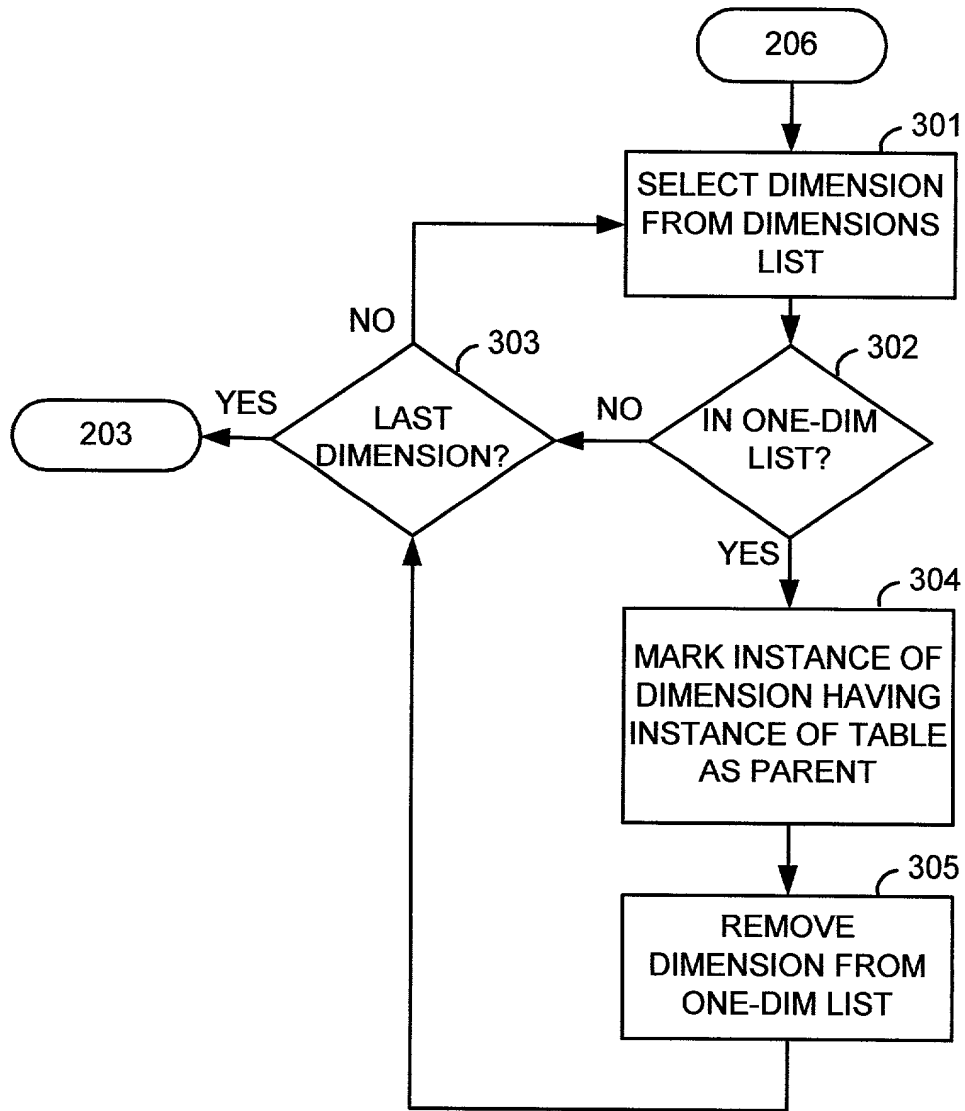 206
301
SELECT DIMENSION
FROM DIMENSIONS
LIST
NO
303
302
YES
203
LAST
DIMENSION?
NO
IN ONE-DIM
LIST?
YES
304
MARK INSTANCE OF
DIMENSION HAVING
INSTANCE OF TABLE
AS PARENT
305
REMOVE
DIMENSION FROM
ONE-DIM LIST